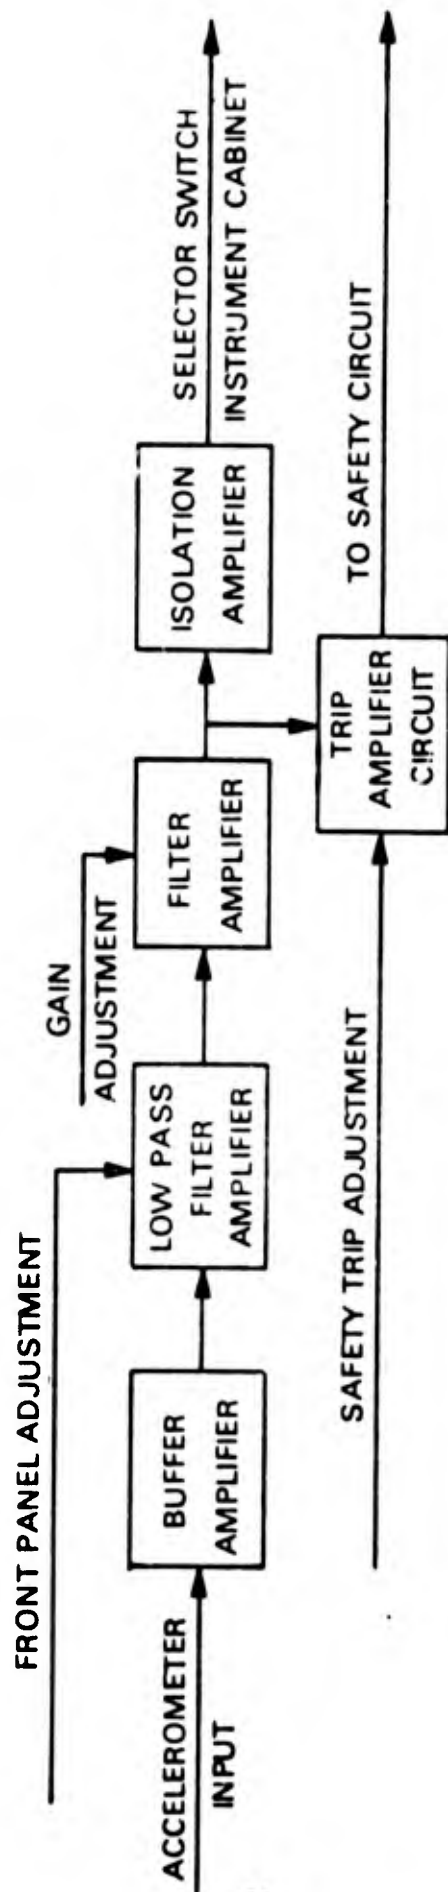 FRONT PANEL ADJUSTMENT
GAIN
ADJUSTMENT
ACCELEROMETER
INPUT
BUFFER
AMPLIFIER
LOW PASS
FILTER
AMPLIFIER
FILTER
AMPLIFIER
ISOLATION
AMPLIFIER
SELECTOR SWITCH
INSTRUMENT CABINET
SAFETY TRIP ADJUSTMENT
TRIP
AMPLIFIER
CIRCUIT
TO SAFETY CIRCUIT